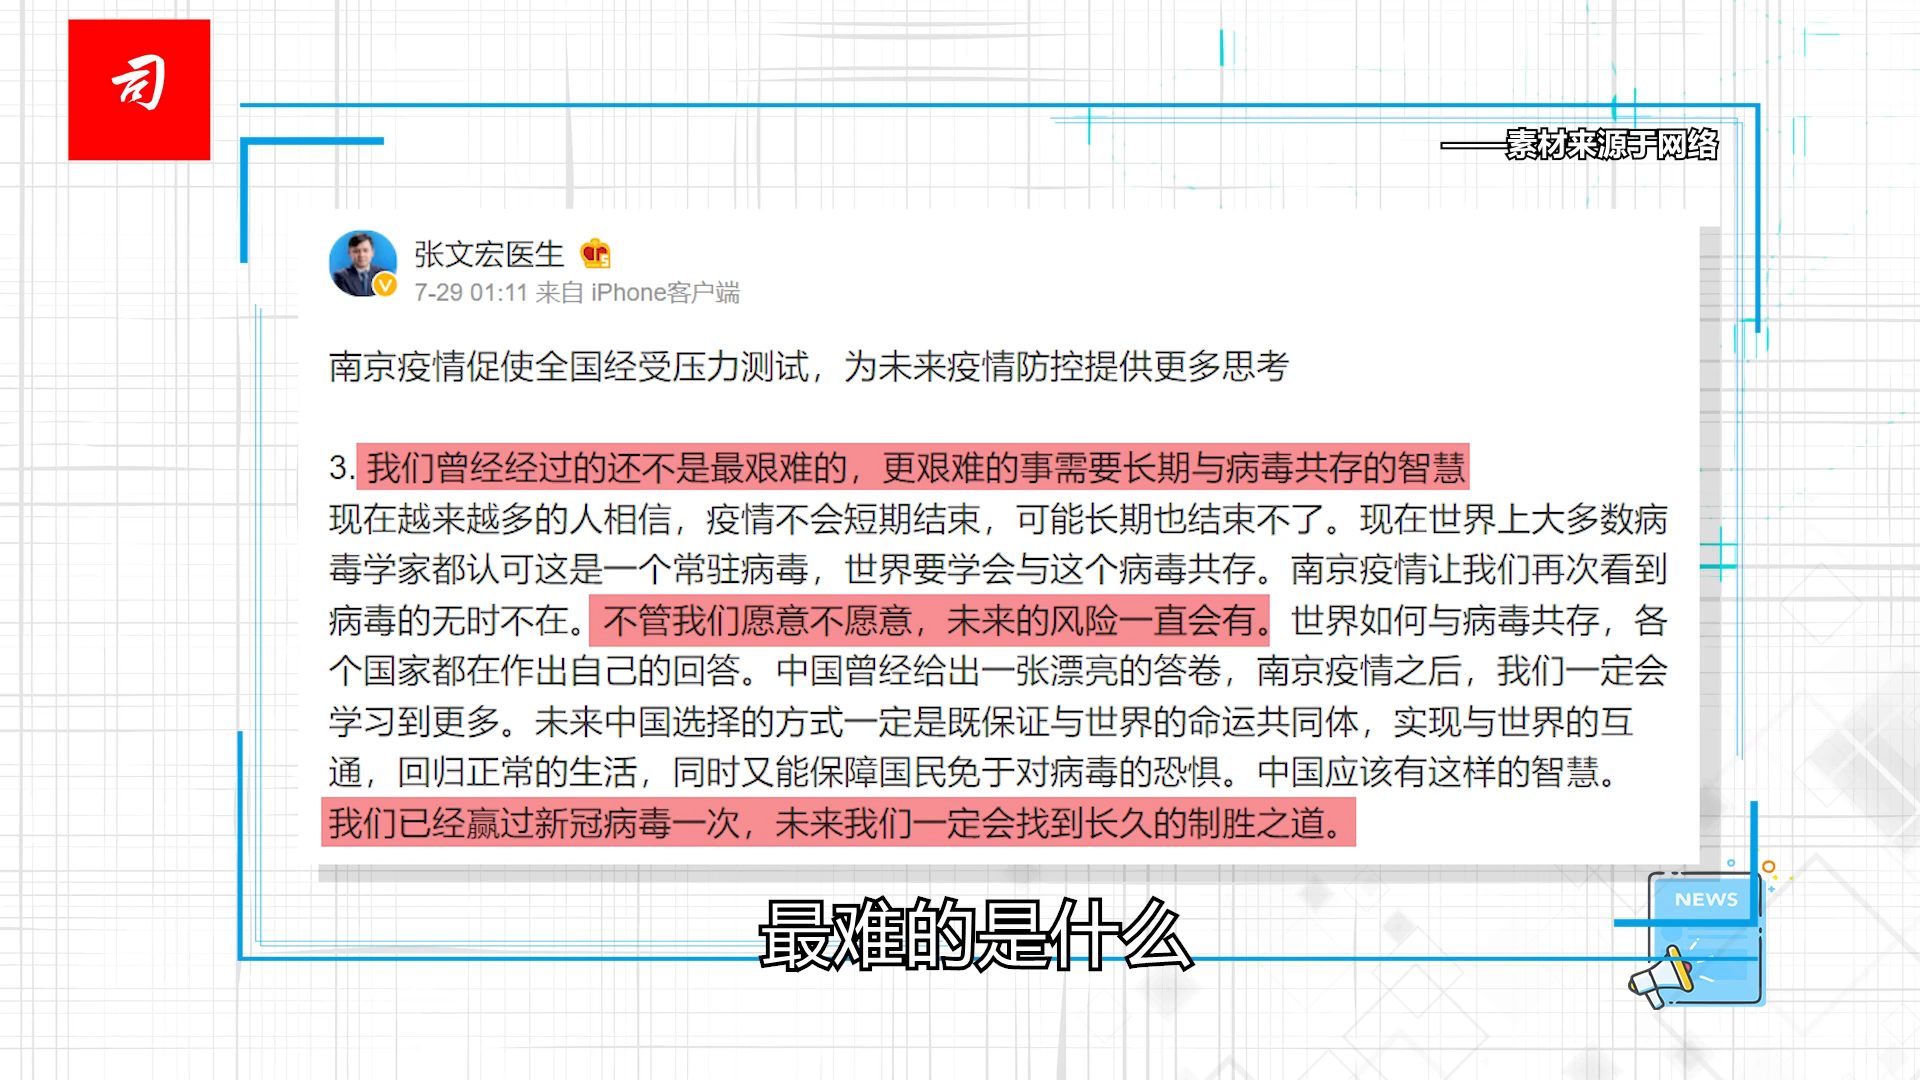 司
——素材来源于网络
张文宏医生
7-29 01:11 来自 iPhone客户端
南京疫情促使全国经受压力测试，为未来疫情防控提供更多思考
3. 我们曾经经过的还不是最艰难的，更艰难的事需要长期与病毒共存的智慧
现在越来越多的人相信，疫情不会短期结束，可能长期也结束不了。现在世界上大多数病
毒学家都认可这是一个常驻病毒，世界要学会与这个病毒共存。南京疫情让我们再次看到
病毒的无时不在。不管我们愿意不愿意，未来的风险一直会有。世界如何与病毒共存，各
个国家都在作出自己的回答。中国曾经给出一张漂亮的答卷，南京疫情之后，我们一定会
学习到更多。未来中国选择的方式一定是既保证与世界的命运共同体，实现与世界的互
通，回归正常的生活，同时又能保障国民免于对病毒的恐惧。中国应该有这样的智慧。
我们已经赢过新冠病毒一次，未来我们一定会找到长久的制胜之道。
NEWS
最难的是什么